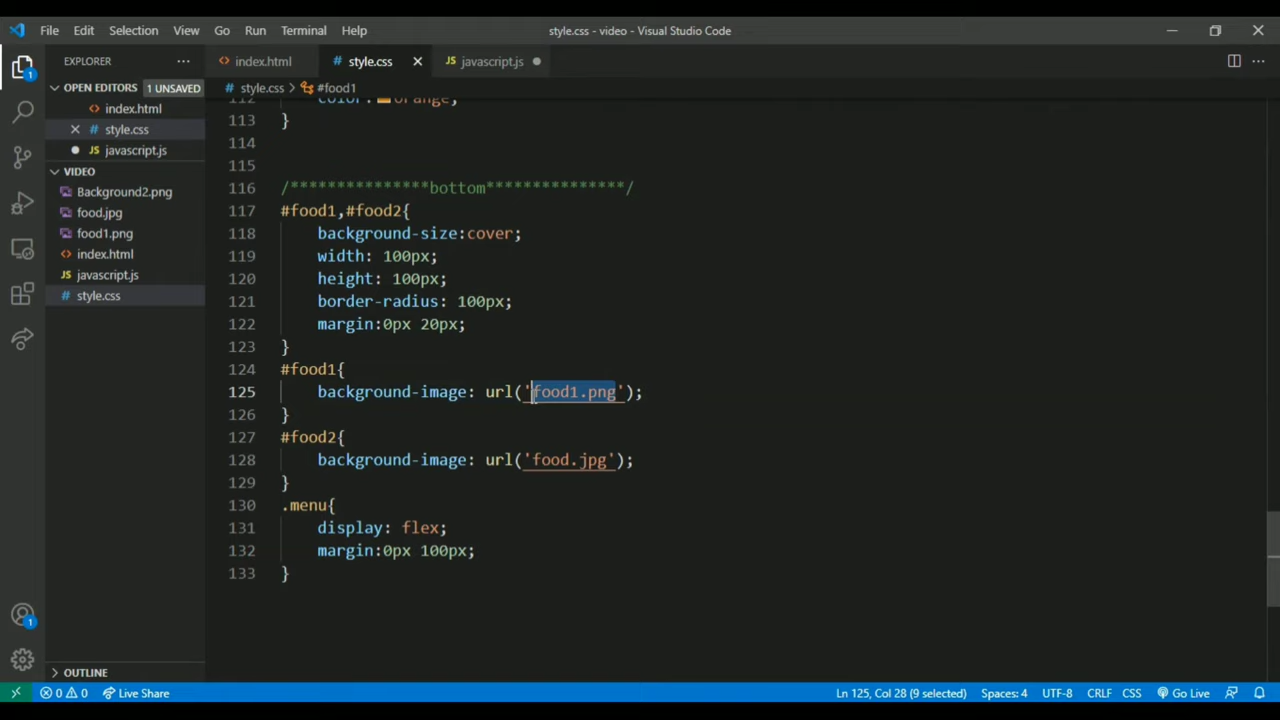 File Edit Selection View Go Run Terminal Help style.css - video - Visual Studio Code
EXPLORER
OPEN EDITORS 1 UNSAVED
index.html
style.css
javascript.js
VIDEO
Background2.png
food.jpg
food1.png
index.html
javascript.js
style.css
OUTLINE
index.html style.css javascript.js
style.css > #food1
112 color: orange;
113 }
114
115
116 /***************bottom***************/
117 #food1,#food2{
118 background-size:cover;
119 width: 100px;
120 height: 100px;
121 border-radius: 100px;
122 margin:0px 20px;
123 }
124 #food1{
125 background-image: url('food1.png');
126 }
127 #food2{
128 background-image: url('food.jpg');
129 }
130 .menu{
131 display: flex;
132 margin:0px 100px;
133 }
0 0 Live Share Ln 125, Col 28 (9 selected) Spaces: 4 UTF-8 CRLF CSS Go Live